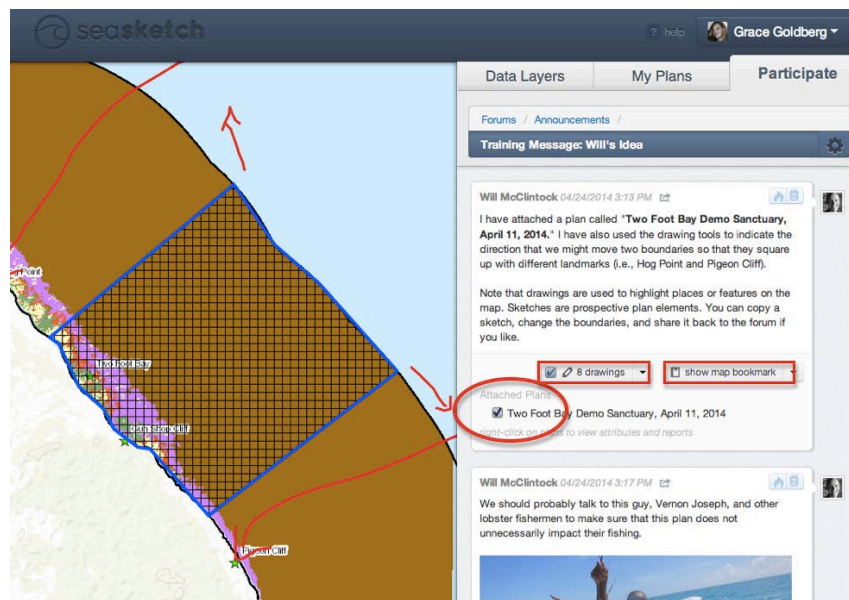 seasketch
? help
Grace Goldberg
Data Layers
My Plans
Participate
Forums / Announcements /
Training Message: Will's Idea
Will McClintock 04/24/2014 3:13 PM
I have attached a plan called "Two Foot Bay Demo Sanctuary,
April 11, 2014." I have also used the drawing tools to indicate the
direction that we might move two boundaries so that they square
up with different landmarks (i.e., Hog Point and Pigeon Cliff).
Note that drawings are used to highlight places or features on the
map. Sketches are prospective plan elements. You can copy a
sketch, change the boundaries, and share it back to the forum if
you like.
8 drawings
show map bookmark
Attached Plans
Two Foot Bay Demo Sanctuary, April 11, 2014
right-click on plans to view attributes and reports
Will McClintock 04/24/2014 3:17 PM
We should probably talk to this guy, Vernon Joseph, and other
lobster fishermen to make sure that this plan does not
unnecessarily impact their fishing.
Point
Two Foot Bay
Gun Shop Cliff
Pigeon Cliff